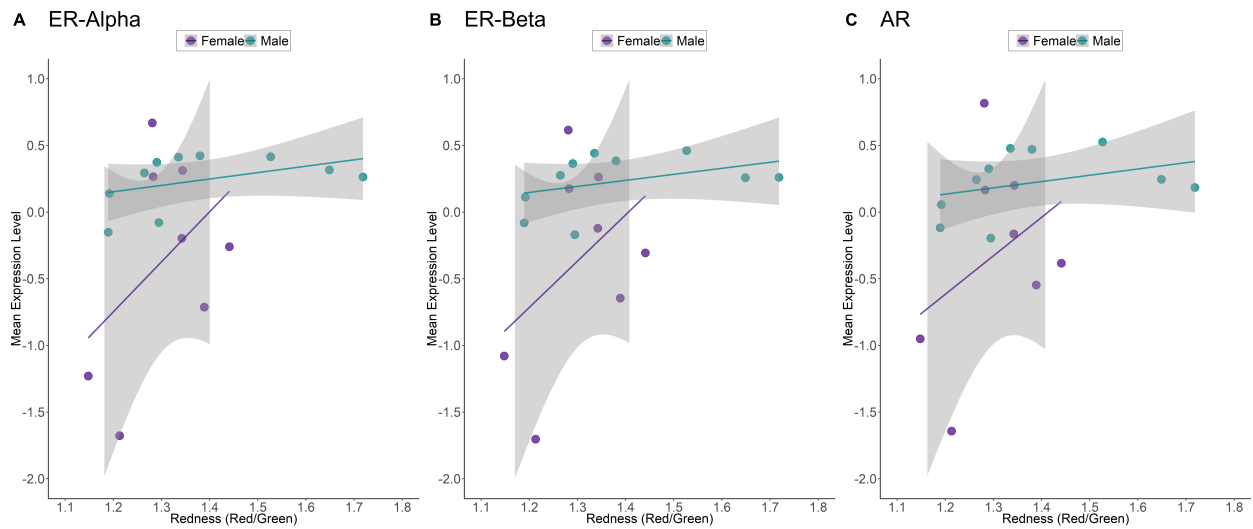 A ER-Alpha
Female Male
Mean Expression Level
1.0
0.5
0.0
-0.5
-1.0
-1.5
-2.0
1.1 1.2 1.3 1.4 1.5 1.6 1.7 1.8
Redness (Red/Green)
B ER-Beta
Female Male
Mean Expression Level
1.0
0.5
0.0
-0.5
-1.0
-1.5
-2.0
1.1 1.2 1.3 1.4 1.5 1.6 1.7 1.8
Redness (Red/Green)
C AR
Female Male
Mean Expression Level
1.0
0.5
0.0
-0.5
-1.0
-1.5
-2.0
1.1 1.2 1.3 1.4 1.5 1.6 1.7 1.8
Redness (Red/Green)